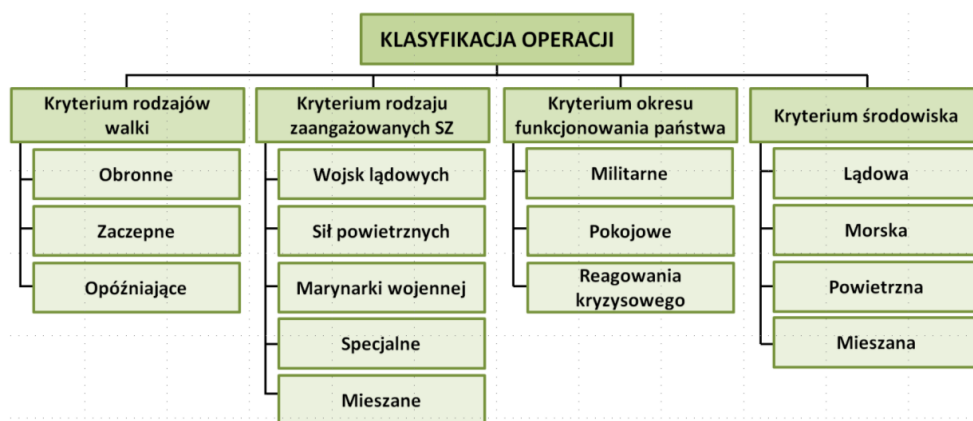 KLASYFIKACJA OPERACJI
Kryterium rodzajów
walki
Obronne
Zaczepne
Opóźniające
Kryterium rodzaju
zaangażowanych SZ
Wojsk lądowych
Sił powietrznych
Marynarki wojennej
Specjalne
Mieszane
Kryterium okresu
funkcjonowania państwa
Militarne
Pokojowe
Reagowania
kryzysowego
Kryterium środowiska
Lądowa
Morska
Powietrzna
Mieszana